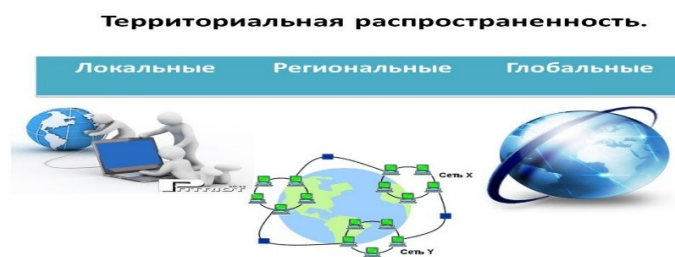 Территориальная распространенность.
Локальные Региональные Глобальные
Сеть X
Сеть Y